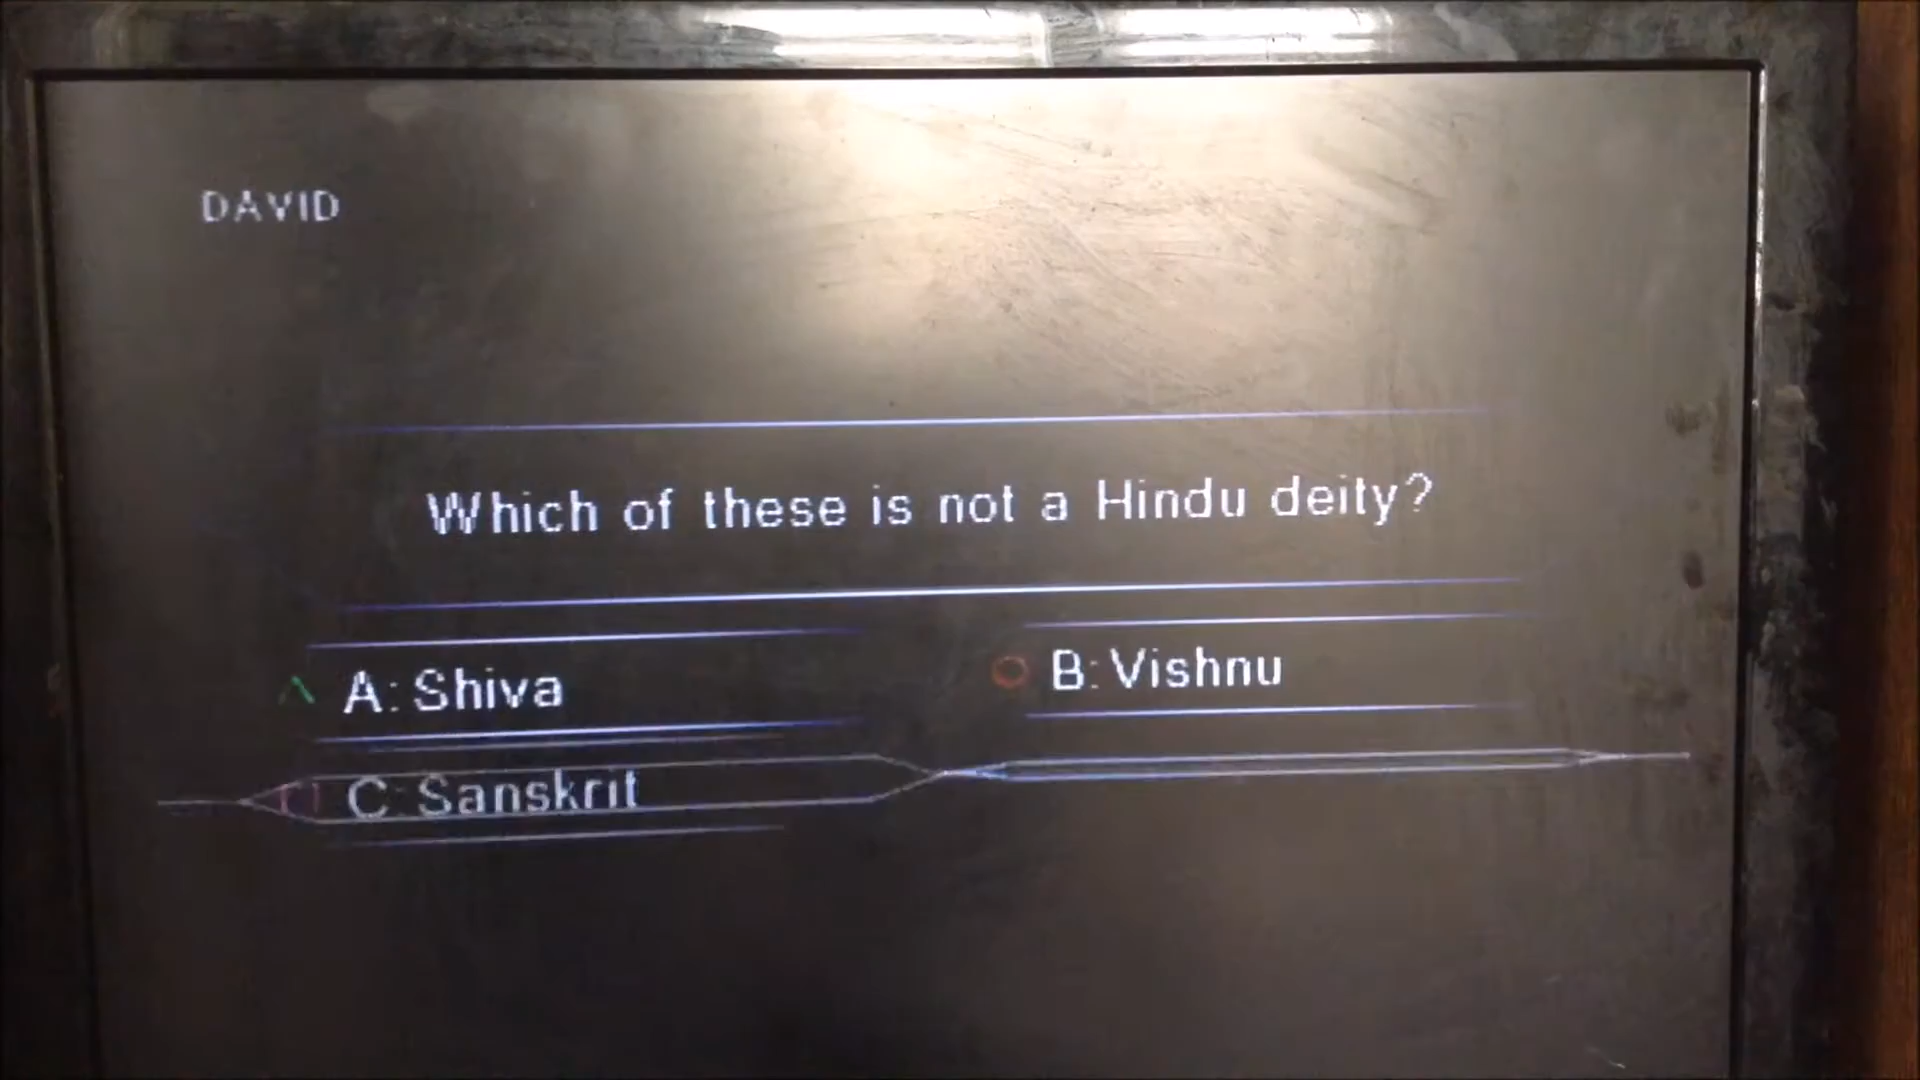 DAVID
Which of these is not a Hindu deity?
A: Shiva
B: Vishnu
C: Sanskrit